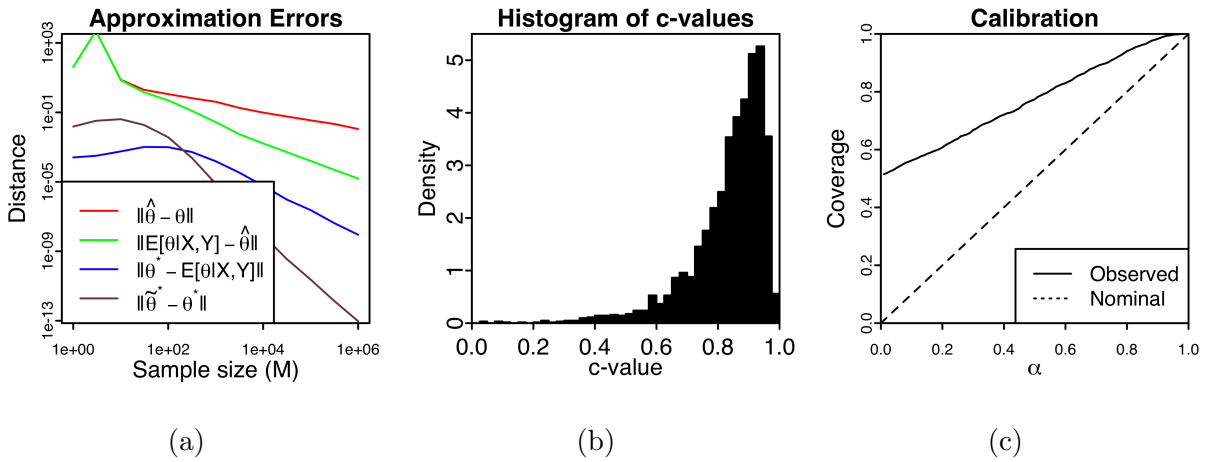 Approximation Errors
Distance
1e+03
1e-01
1e-05
1e-09
1e-13
||θ̂ – θ||
||E[θ|X,Y] – θ̂||
||θ* – E[θ|X,Y]||
||θ̃* – θ*||
1e+00 1e+02 1e+04 1e+06
Sample size (M)
(a)
Histogram of c-values
Density
5
4
3
2
1
0
0.0 0.2 0.4 0.6 0.8 1.0
c-value
(b)
Calibration
Coverage
1.0
0.8
0.6
0.4
0.2
0.0
Observed
Nominal
0.0 0.2 0.4 0.6 0.8 1.0
α
(c)